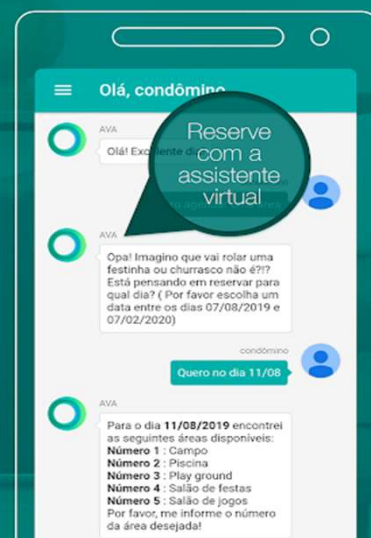 Olá, condômino
AVA
Olá! Excelente dia
Reserve
com a
assistente
virtual
AVA
Opa! Imagino que vai rolar uma
festinha ou churrasco não é?!?
Está pensando em reservar para
qual dia? ( Por favor escolha um
data entre os dias 07/08/2019 e
07/02/2020)
condômino
Quero no dia 11/08
AVA
Para o dia 11/08/2019 encontrei
as seguintes áreas disponíveis:
Número 1 : Campo
Número 2 : Piscina
Número 3 : Play ground
Número 4 : Salão de festas
Número 5 : Salão de jogos
Por favor, me informe o número
da área desejada!